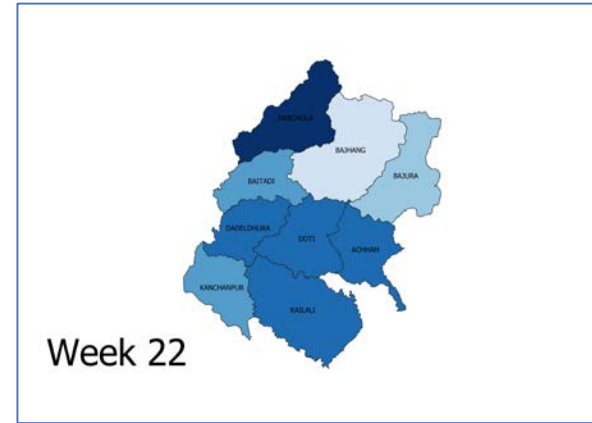 DARCHULA
BAJHANG
BAJURA
BAITADI
DADELDHURA
DOTI
ACHHAM
KANCHANPUR
KAILALI
Week 22